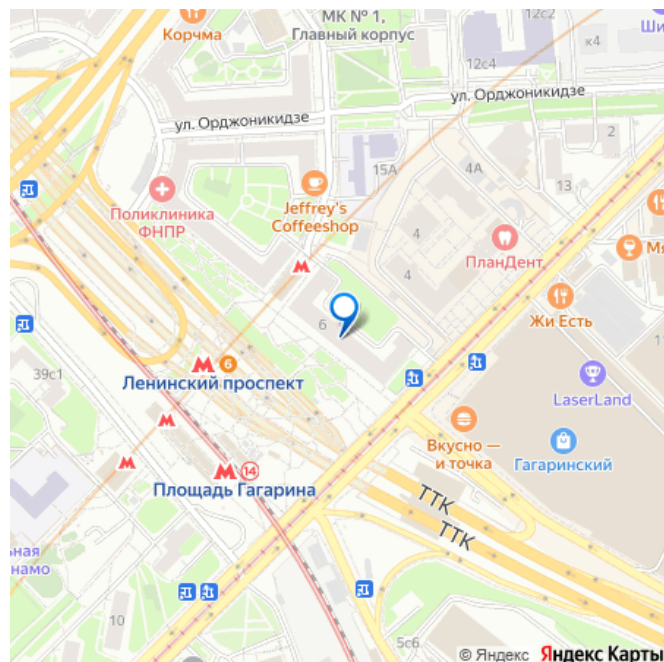 Корчма
МК № 1,
Главный корпус
12с2
12с4
к4
ул. Орджоникидзе
ул. Орджоникидзе
2
15А
4А
13
Поликлиника
ФНПР
Jeffrey's
Coffeeshop
4
4
ПланДент
6
Жи Есть
39с1
6
Ленинский проспект
LaserLand
Вкусно —
и точка
Гагаринский
14
Площадь Гагарина
ТТК
ТТК
10
5с6
© Яндекс Яндекс Карты